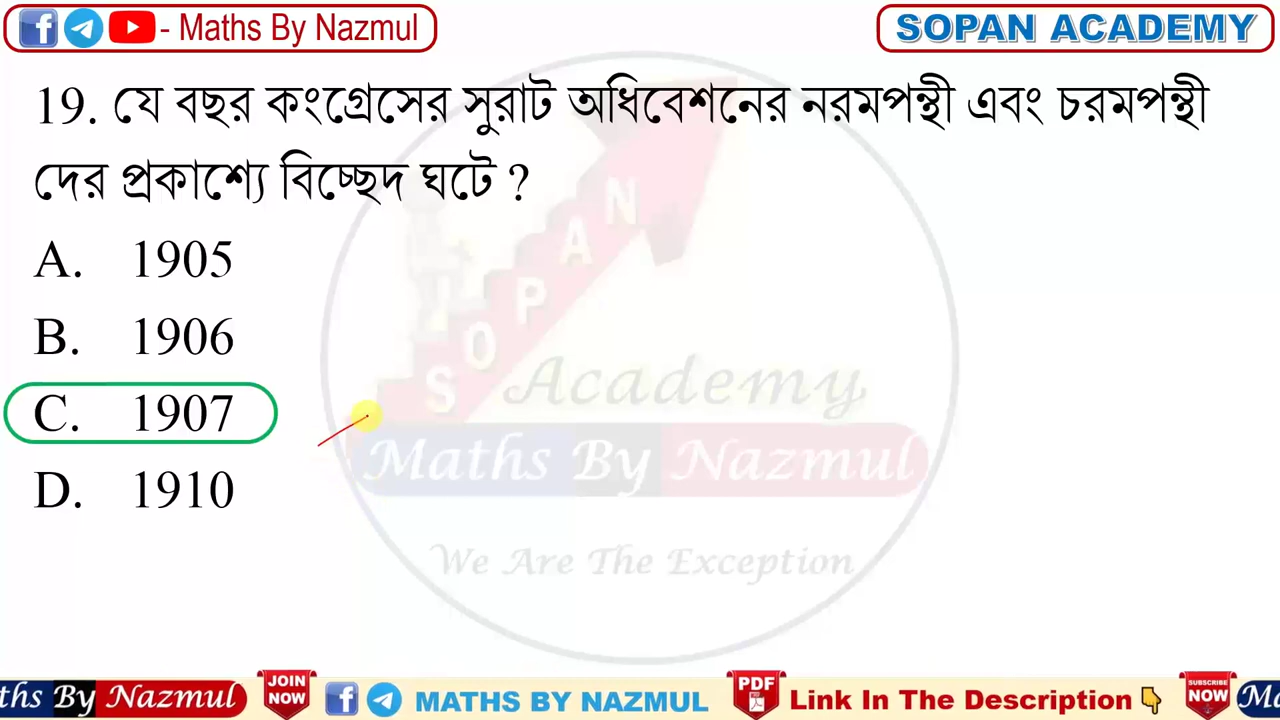 - Maths By Nazmul
SOPAN ACADEMY
19. যে বছর কংগ্রেসের সুরাট অধিবেশনের নরমপন্থী এবং চরমপন্থী
দের প্রকাশ্যে বিচ্ছেদ ঘটে ?
A. 1905
B. 1906
C. 1907
D. 1910
SOPAN
Academy
Maths By Nazmul
We Are The Exception
ths By Nazmul JOIN NOW MATHS BY NAZMUL PDF Link In The Description SUBSCRIBE NOW Ma